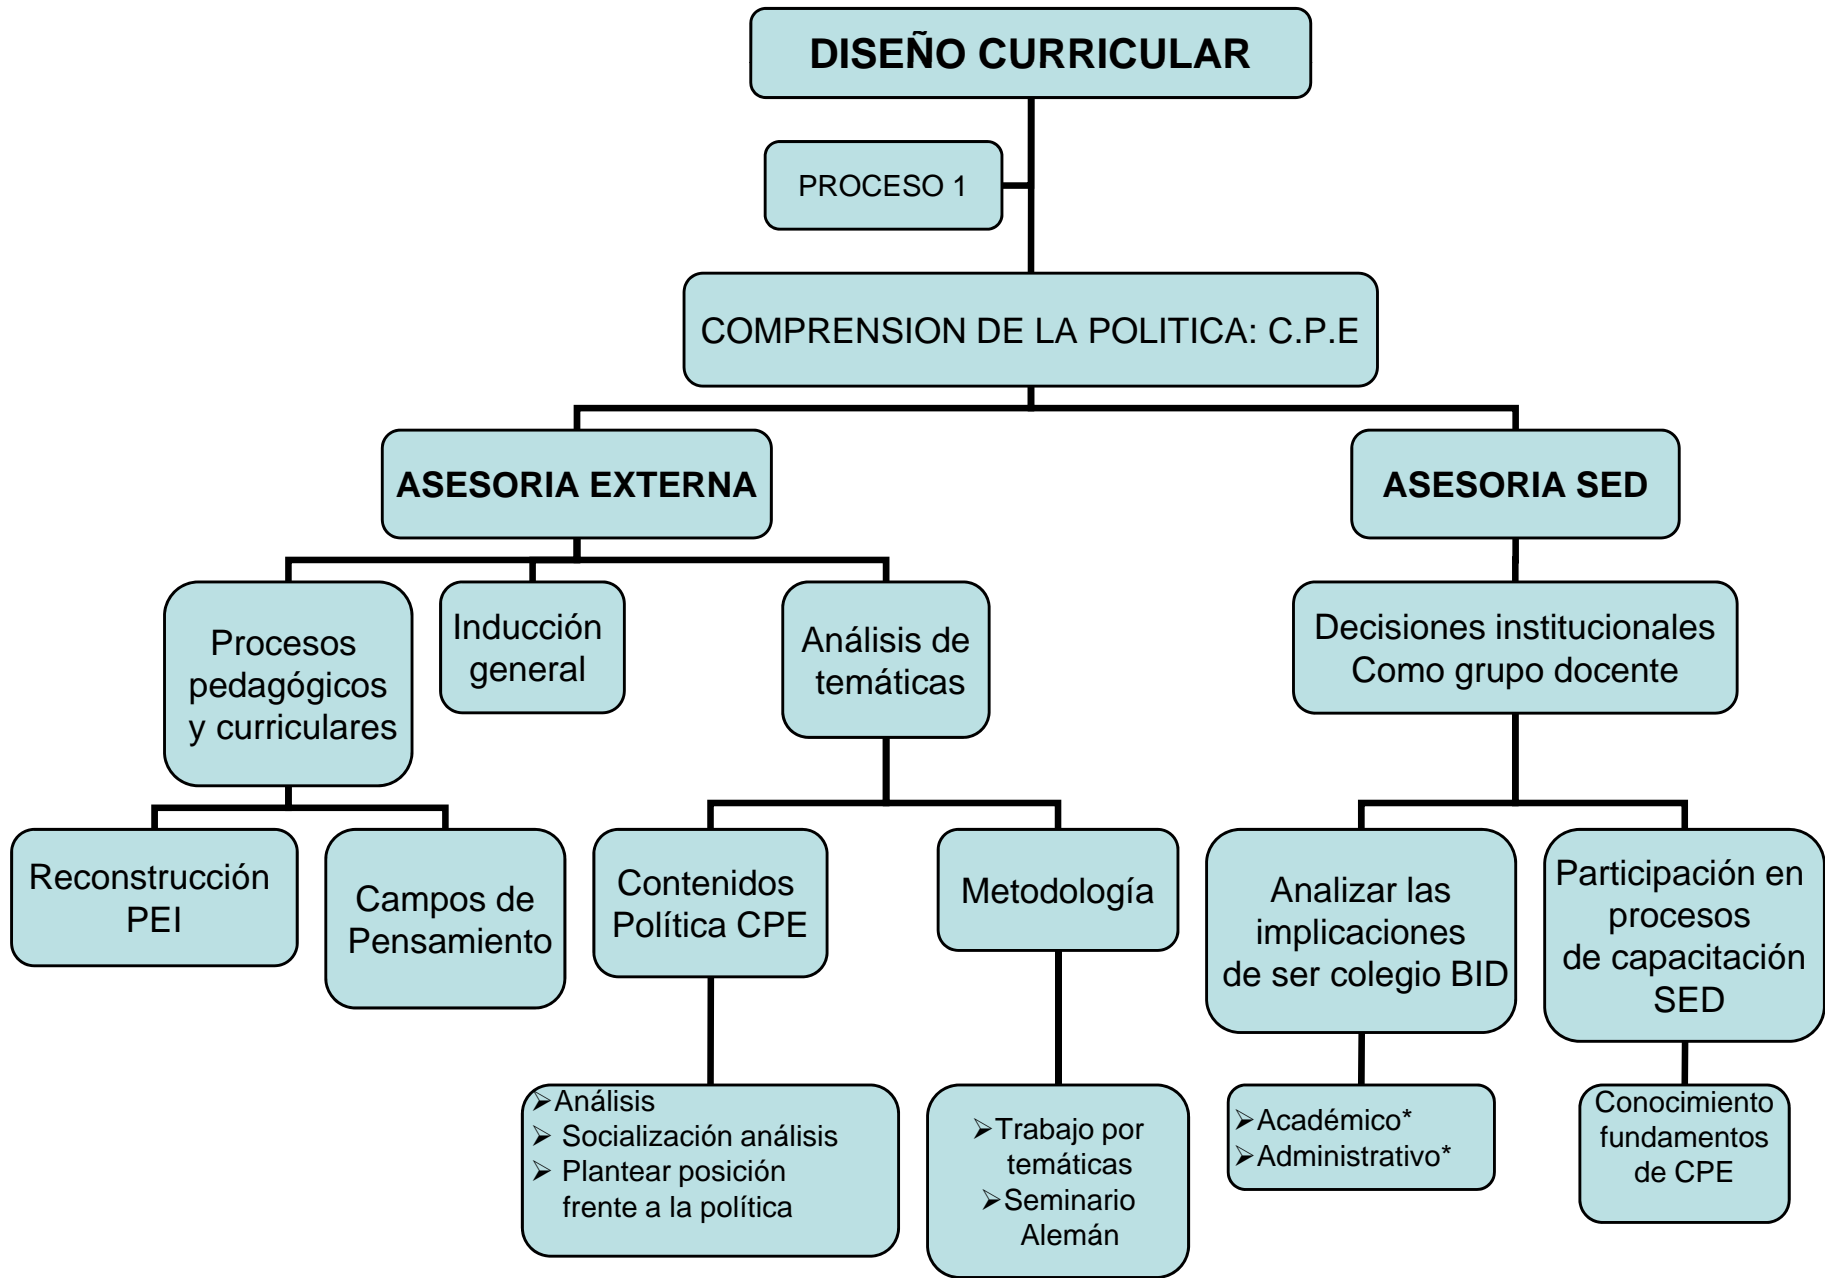 DISEÑO CURRICULAR
PROCESO 1
COMPRENSION DE LA POLITICA: C.P.E
ASESORIA EXTERNA
ASESORIA SED
Procesos
pedagógicos
y curriculares
Inducción
general
Análisis de
temáticas
Decisiones institucionales
Como grupo docente
Reconstrucción
PEI
Campos de
Pensamiento
Contenidos
Política CPE
Metodología
Analizar las
implicaciones
de ser colegio BID
Participación en
procesos
de capacitación
SED
➢Análisis
➢ Socialización análisis
➢ Plantear posición
frente a la política
➢Trabajo por
temáticas
➢Seminario
Alemán
➢Académico*
➢Administrativo*
Conocimiento
fundamentos
de CPE